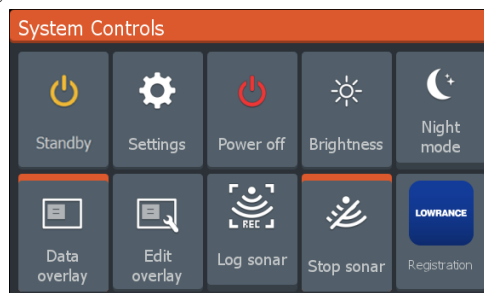 System Controls
Standby
Settings
Power off
Brightness
Night
mode
Data
overlay
Edit
overlay
REC
Log sonar
Stop sonar
LOWRANCE
Registration